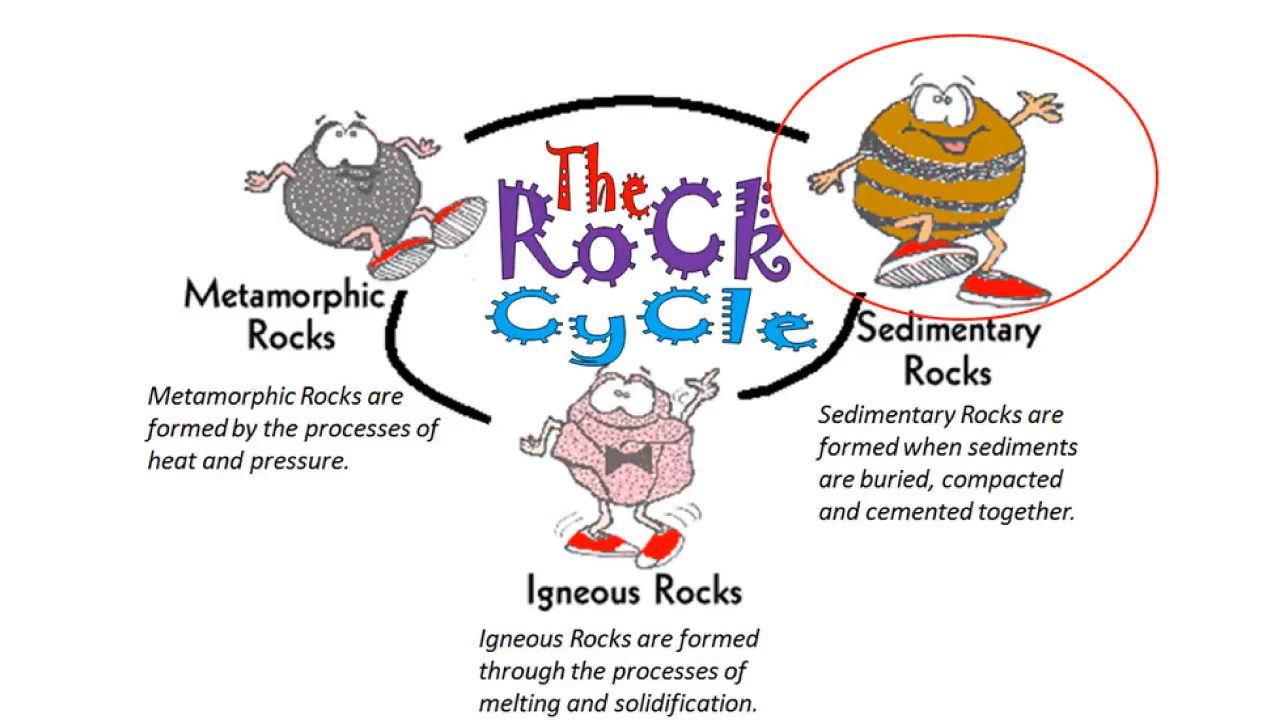 The
Rock
Cycle
Metamorphic
Rocks
Metamorphic Rocks are
formed by the processes of
heat and pressure.
Sedimentary
Rocks
Sedimentary Rocks are
formed when sediments
are buried, compacted
and cemented together.
Igneous Rocks
Igneous Rocks are formed
through the processes of
melting and solidification.